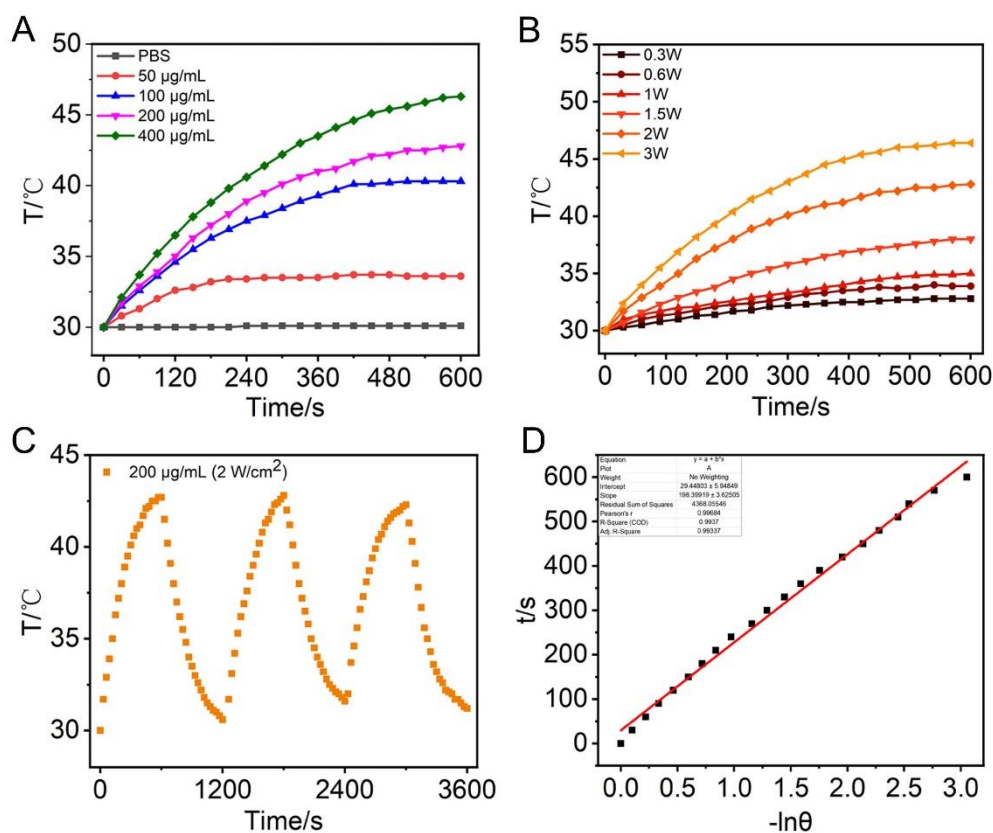 A
50
45
40
35
30
T/℃
0
120
240
360
480
600
Time/s
PBS
50 μg/mL
100 μg/mL
200 μg/mL
400 μg/mL
B
55
50
45
40
35
30
T/℃
0
100
200
300
400
500
600
Time/s
0.3W
0.6W
1W
1.5W
2W
3W
C
45
40
35
30
T/℃
0
1200
2400
3600
Time/s
200 μg/mL (2 W/cm²)
D
Equation y = a + b*x
Plot A
Weight No Weighting
Intercept 29.44803 ± 5.94849
Slope 198.39919 ± 3.62505
Residual Sum of Squares 4368.05546
Pearson's r 0.99684
R-Square (COD) 0.9937
Adj. R-Square 0.99337
600
500
400
300
200
100
0
t/s
0.0
0.5
1.0
1.5
2.0
2.5
3.0
-lnθ